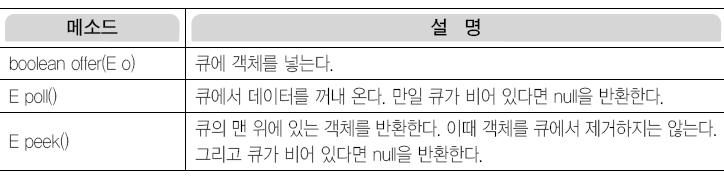 메소드 설 명
boolean offer(E o) 큐에 객체를 넣는다.
E poll() 큐에서 데이터를 꺼내 온다. 만일 큐가 비어 있다면 null을 반환한다.
E peek() 큐의 맨 위에 있는 객체를 반환한다. 이때 객체를 큐에서 제거하지는 않는다.
그리고 큐가 비어 있다면 null을 반환한다.